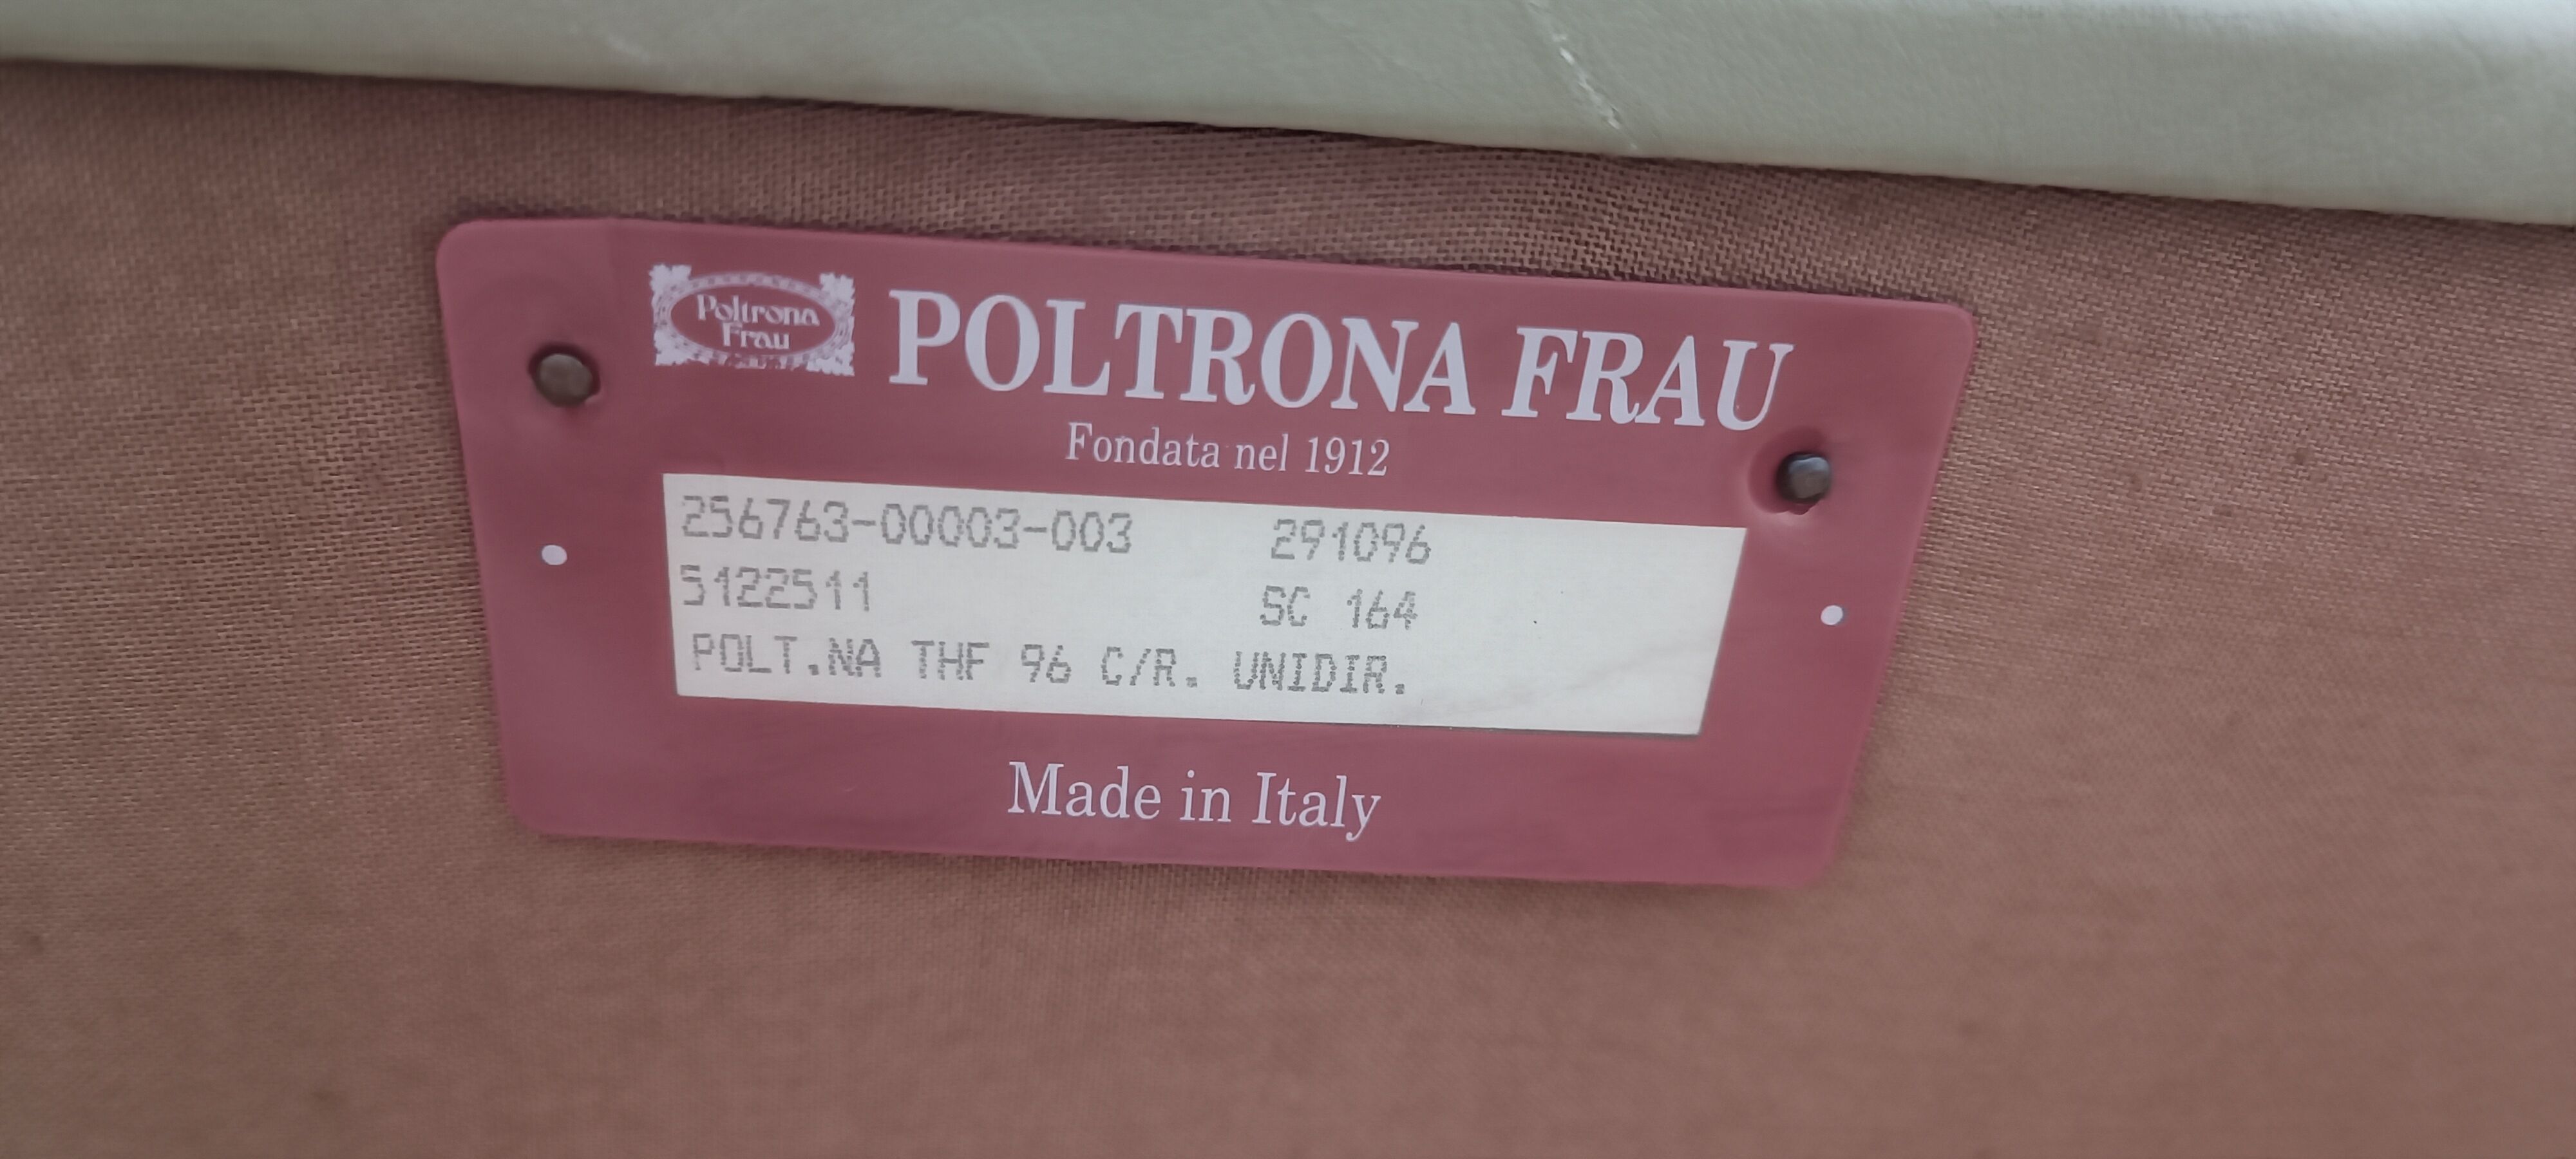 Poltrona
Frau
POLTRONA FRAU
Fondata nel 1912
256763-00003-003 291096
5122511 SC 164
POLT.NA THF 96 C/R. UNIDIR.
Made in Italy